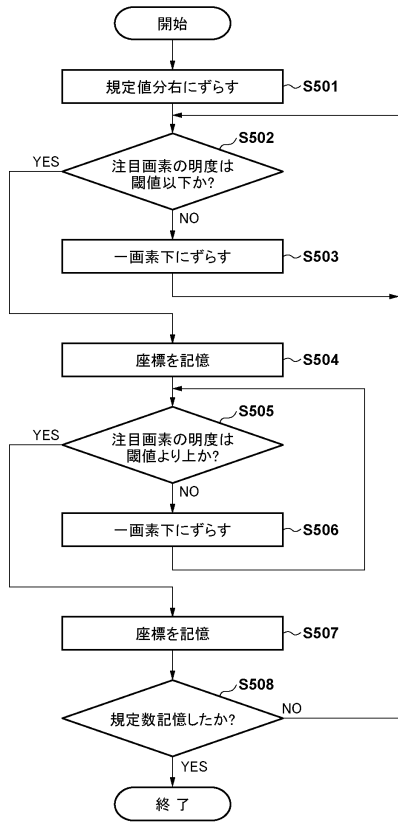 開始
規定値分右にずらす
S501
S502
YES
注目画素の明度は
閾値以下か?
NO
一画素下にずらす
S503
座標を記憶
S504
S505
YES
注目画素の明度は
閾値より上か?
NO
一画素下にずらす
S506
座標を記憶
S507
S508
規定数記憶したか?
NO
YES
終 了